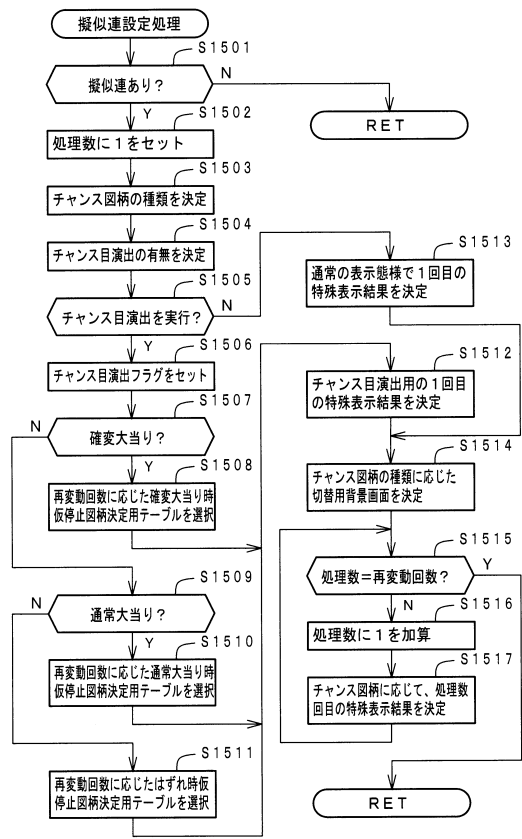 擬似連設定処理
S1501
擬似連あり？
N
Y
RET
S1502
処理数に１をセット
S1503
チャンス図柄の種類を決定
S1504
チャンス目演出の有無を決定
S1505
チャンス目演出を実行？
N
Y
S1506
チャンス目演出フラグをセット
S1507
確変大当り？
N
Y
S1508
再変動回数に応じた確変大当り時
仮停止図柄決定用テーブルを選択
S1509
通常大当り？
N
Y
S1510
再変動回数に応じた通常大当り時
仮停止図柄決定用テーブルを選択
S1511
再変動回数に応じたはずれ時仮
停止図柄決定用テーブルを選択
S1513
通常の表示態様で１回目の
特殊表示結果を決定
S1512
チャンス目演出用の１回目
の特殊表示結果を決定
S1514
チャンス図柄の種類に応じた
切替用背景画面を決定
S1515
処理数=再変動回数？
Y
N
S1516
処理数に１を加算
S1517
チャンス図柄に応じて、処理数
回目の特殊表示結果を決定
RET